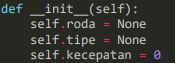 def __init__(self):
    self.roda = None
    self.tipe = None
    self.kecepatan = 0